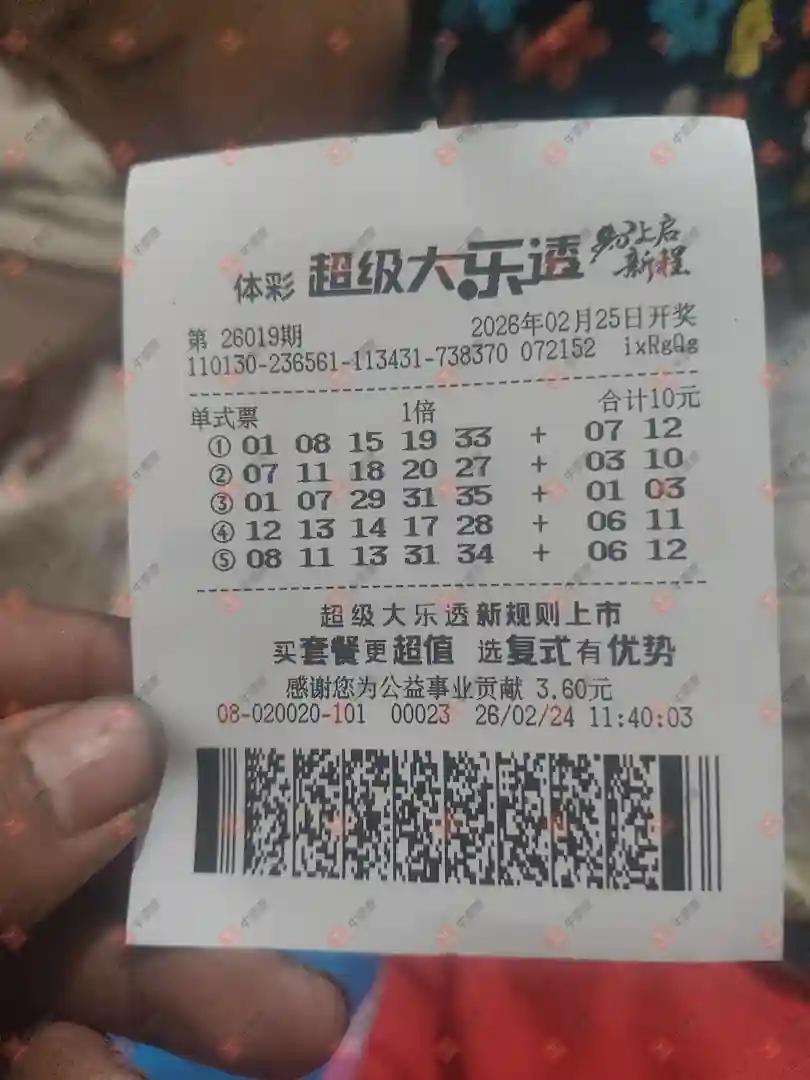 体彩 超级大乐透 马上启新程
第 26019期 2026年02月25日开奖
110130-236561-113431-738370 072152 ixRgQg
单式票 1倍 合计10元
① 01 08 15 19 33 + 07 12
② 07 11 18 20 27 + 03 10
③ 01 07 29 31 35 + 01 03
④ 12 13 14 17 28 + 06 11
⑤ 08 11 13 31 34 + 06 12
超级大乐透新规则上市
买套餐更超值 选复式有优势
感谢您为公益事业贡献 3.60元
08-020020-101 00023 26/02/24 11:40:03